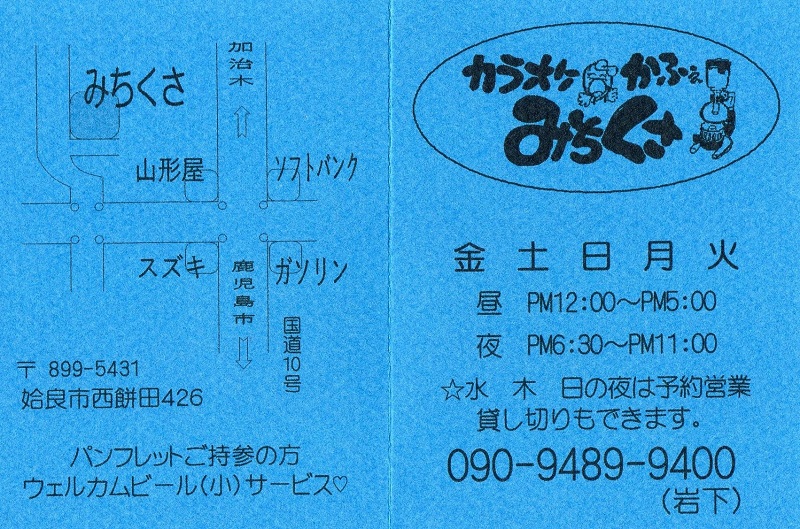 みちくさ
加治木
山形屋
ソフトバンク
スズキ
ガソリン
鹿児島市
国道10号
〒 899-5431
姶良市西餅田426
パンフレットご持参の方
ウェルカムビール(小)サービス♡
カラオケ かふぇ
みちくさ
金 土 日 月 火
昼 PM12:00～PM5:00
夜 PM6:30～PM11:00
☆水 木 日の夜は予約営業
貸し切りもできます。
090-9489-9400
(岩下)